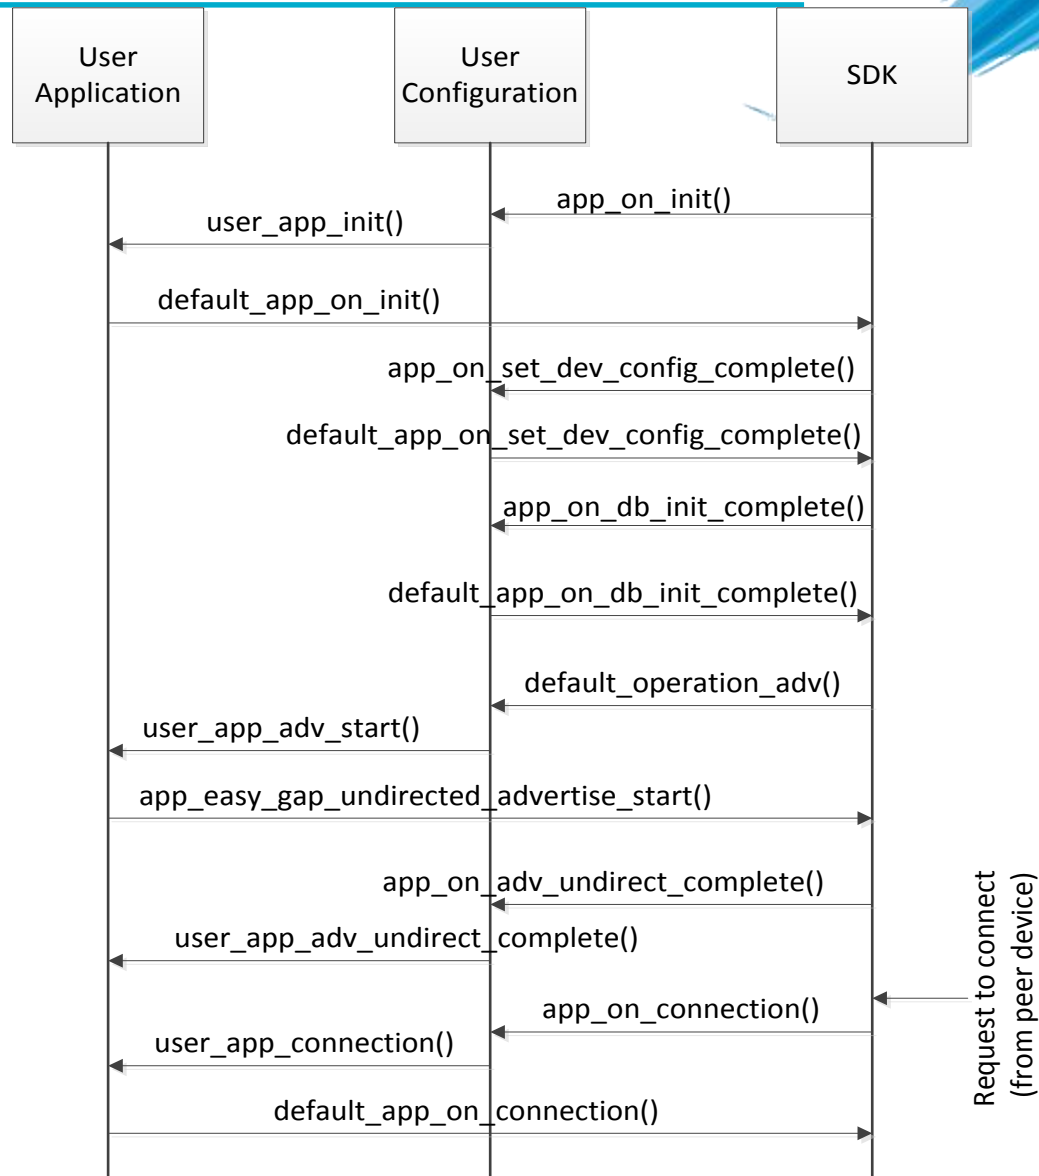 User
Application
User
Configuration
SDK
app_on_init()
user_app_init()
default_app_on_init()
app_on_set_dev_config_complete()
default_app_on_set_dev_config_complete()
app_on_db_init_complete()
default_app_on_db_init_complete()
default_operation_adv()
user_app_adv_start()
app_easy_gap_undirected_advertise_start()
app_on_adv_undirect_complete()
user_app_adv_undirect_complete()
Request to connect
(from peer device)
app_on_connection()
user_app_connection()
default_app_on_connection()